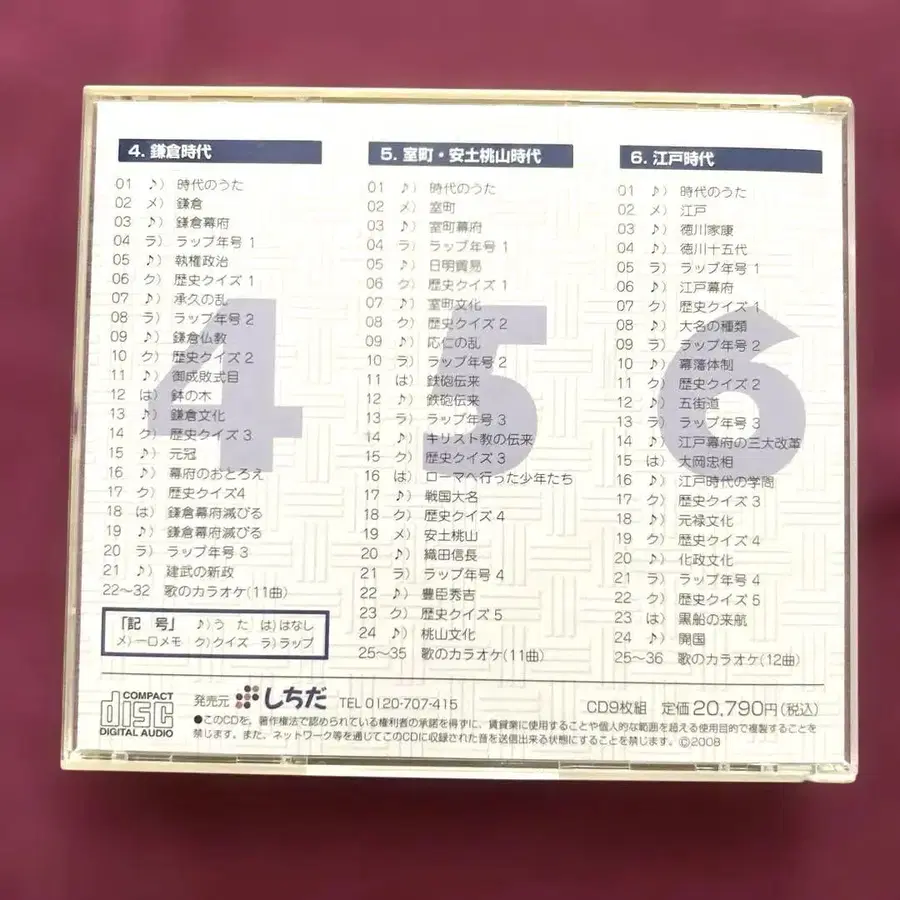 4. 鎌倉時代
01 ♪) 時代のうた
02 メ) 鎌倉
03 ♪) 鎌倉幕府
04 ラ) ラップ年号 1
05 ♪) 執権政治
06 ク) 歴史クイズ 1
07 ♪) 承久の乱
08 ラ) ラップ年号 2
09 ♪) 鎌倉仏教
10 ク) 歴史クイズ 2
11 ♪) 御成敗式目
12 は) 鉢の木
13 ♪) 鎌倉文化
14 ク) 歴史クイズ 3
15 ♪) 元冠
16 ♪) 幕府のおとろえ
17 ク) 歴史クイズ4
18 は) 鎌倉幕府滅びる
19 ♪) 鎌倉幕府滅びる
20 ラ) ラップ年号 3
21 ♪) 建武の新政
22~32 歌のカラオケ(11曲)
「記 号」 ♪)うた は)はなし
メ)一口メモ ク)クイズ ラ)ラップ
5. 室町・安土桃山時代
01 ♪) 時代のうた
02 メ) 室町
03 ♪) 室町幕府
04 ラ) ラップ年号 1
05 ♪) 日明貿易
06 ク) 歴史クイズ 1
07 ♪) 室町文化
08 ク) 歴史クイズ 2
09 ♪) 応仁の乱
10 ラ) ラップ年号 2
11 は) 鉄砲伝来
12 ♪) 鉄砲伝来
13 ラ) ラップ年号 3
14 ♪) キリスト教の伝来
15 ク) 歴史クイズ 3
16 は) ローマへ行った少年たち
17 ♪) 戦国大名
18 ク) 歴史クイズ 4
19 メ) 安土桃山
20 ♪) 織田信長
21 ラ) ラップ年号 4
22 ♪) 豊臣秀吉
23 ク) 歴史クイズ 5
24 ♪) 桃山文化
25~35 歌のカラオケ(11曲)
6. 江戸時代
01 ♪) 時代のうた
02 メ) 江戸
03 ♪) 徳川家康
04 ♪) 徳川十五代
05 ラ) ラップ年号 1
06 ♪) 江戸幕府
07 ク) 歴史クイズ 1
08 ♪) 大名の種類
09 ラ) ラップ年号 2
10 ♪) 幕藩体制
11 ク) 歴史クイズ 2
12 ♪) 五街道
13 ラ) ラップ年号 3
14 ♪) 江戸幕府の三大改革
15 は) 大岡忠相
16 ♪) 江戸時代の学問
17 ク) 歴史クイズ 3
18 ♪) 元禄文化
19 ク) 歴史クイズ 4
20 ♪) 化政文化
21 ラ) ラップ年号 4
22 ク) 歴史クイズ 5
23 は) 黒船の来航
24 ♪) 開国
25~36 歌のカラオケ(12曲)
4 5 6
COMPACT
disc
DIGITAL AUDIO
発売元 しちだ TEL 0120-707-415
CD9枚組 定価 20,790円(税込)
●このCDを、著作権法で認められている権利者の承諾を得ずに、賃貸業に使用することや個人的な範囲を超える使用目的で複製することを
禁じます。また、ネットワーク等を通じてこのCDに収録された音を送信出来る状態にすることを禁じます。©2008